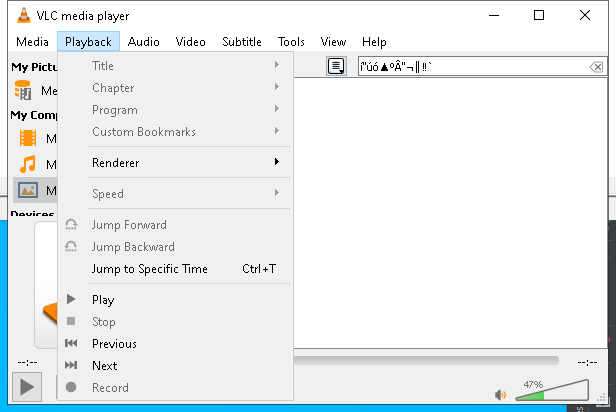 VLC media player
Media Playback Audio Video Subtitle Tools View Help
My Pictu
Me
My Comp
M
M
M
Devices
Title
Chapter
Program
Custom Bookmarks
Renderer
Speed
Jump Forward
Jump Backward
Jump to Specific Time Ctrl+T
Play
Stop
Previous
Next
Record
--:-- --:--
47%